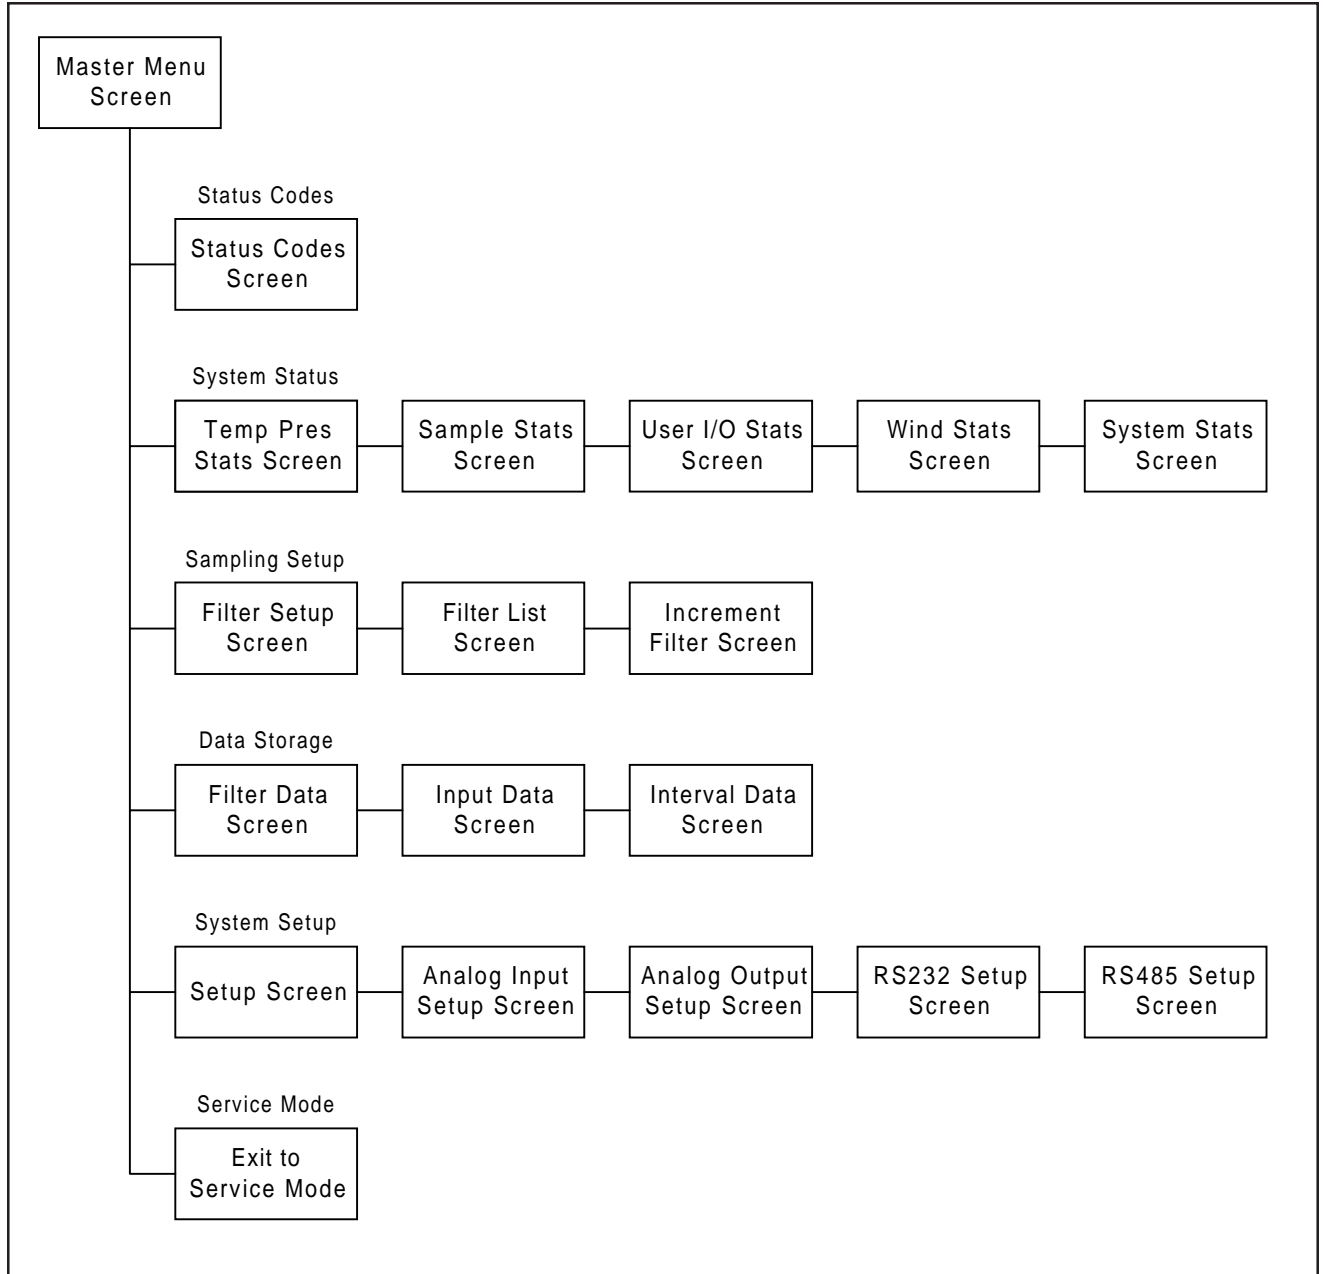 Master Menu
Screen
Status Codes
Status Codes
Screen
System Status
Temp Pres
Stats Screen
Sample Stats
Screen
User I/O Stats
Screen
Wind Stats
Screen
System Stats
Screen
Sampling Setup
Filter Setup
Screen
Filter List
Screen
Increment
Filter Screen
Data Storage
Filter Data
Screen
Input Data
Screen
Interval Data
Screen
System Setup
Setup Screen
Analog Input
Setup Screen
Analog Output
Setup Screen
RS232 Setup
Screen
RS485 Setup
Screen
Service Mode
Exit to
Service Mode